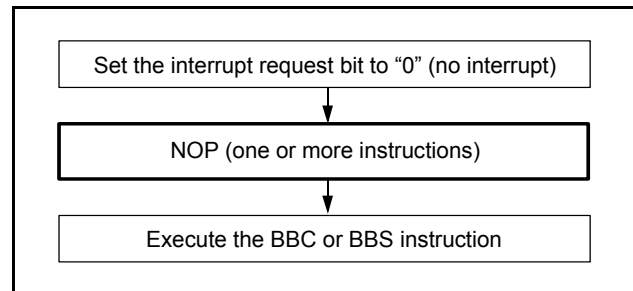 Set the interrupt request bit to “0” (no interrupt)
NOP (one or more instructions)
Execute the BBC or BBS instruction